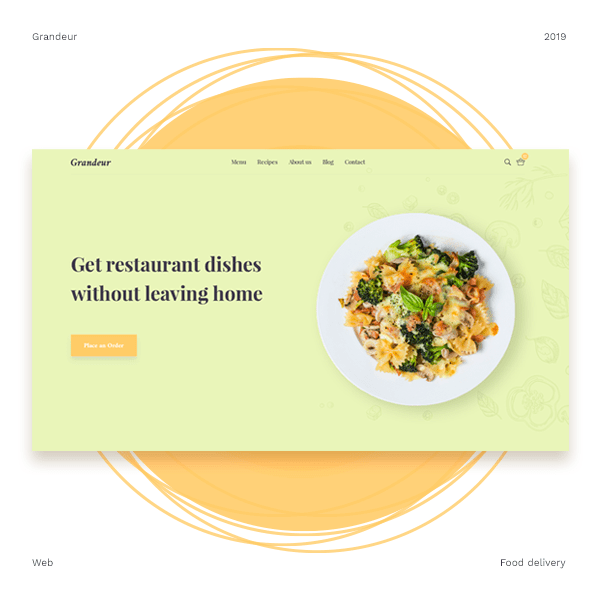 Grandeur
2019
Grandeur
Menu
Recipes
About us
Blog
Contact
Get restaurant dishes
without leaving home
Place an Order
Web
Food delivery